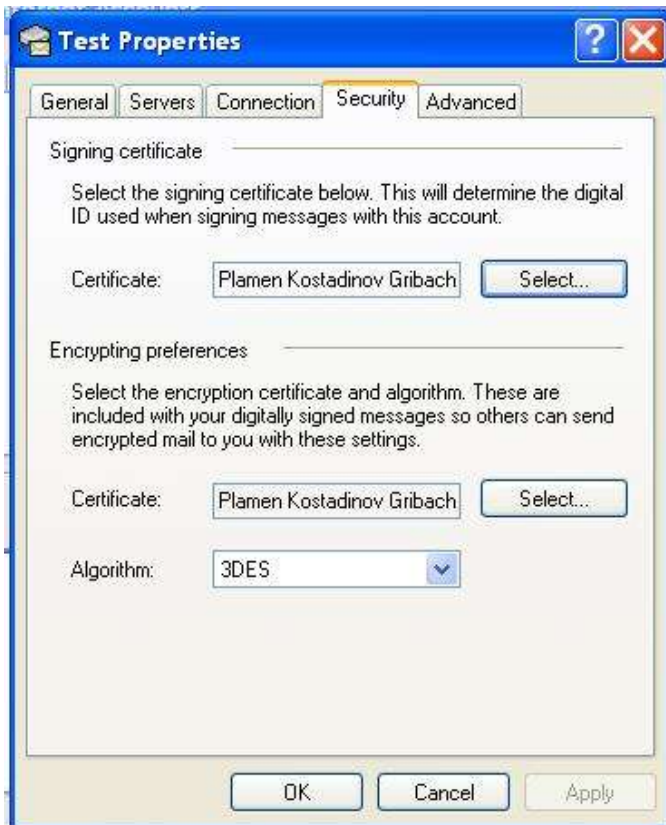 Test Properties
General Servers Connection Security Advanced
Signing certificate
Select the signing certificate below. This will determine the digital
ID used when signing messages with this account.
Certificate: Plamen Kostadinov Gribach Select...
Encrypting preferences
Select the encryption certificate and algorithm. These are
included with your digitally signed messages so others can send
encrypted mail to you with these settings.
Certificate: Plamen Kostadinov Gribach Select...
Algorithm: 3DES
OK Cancel Apply